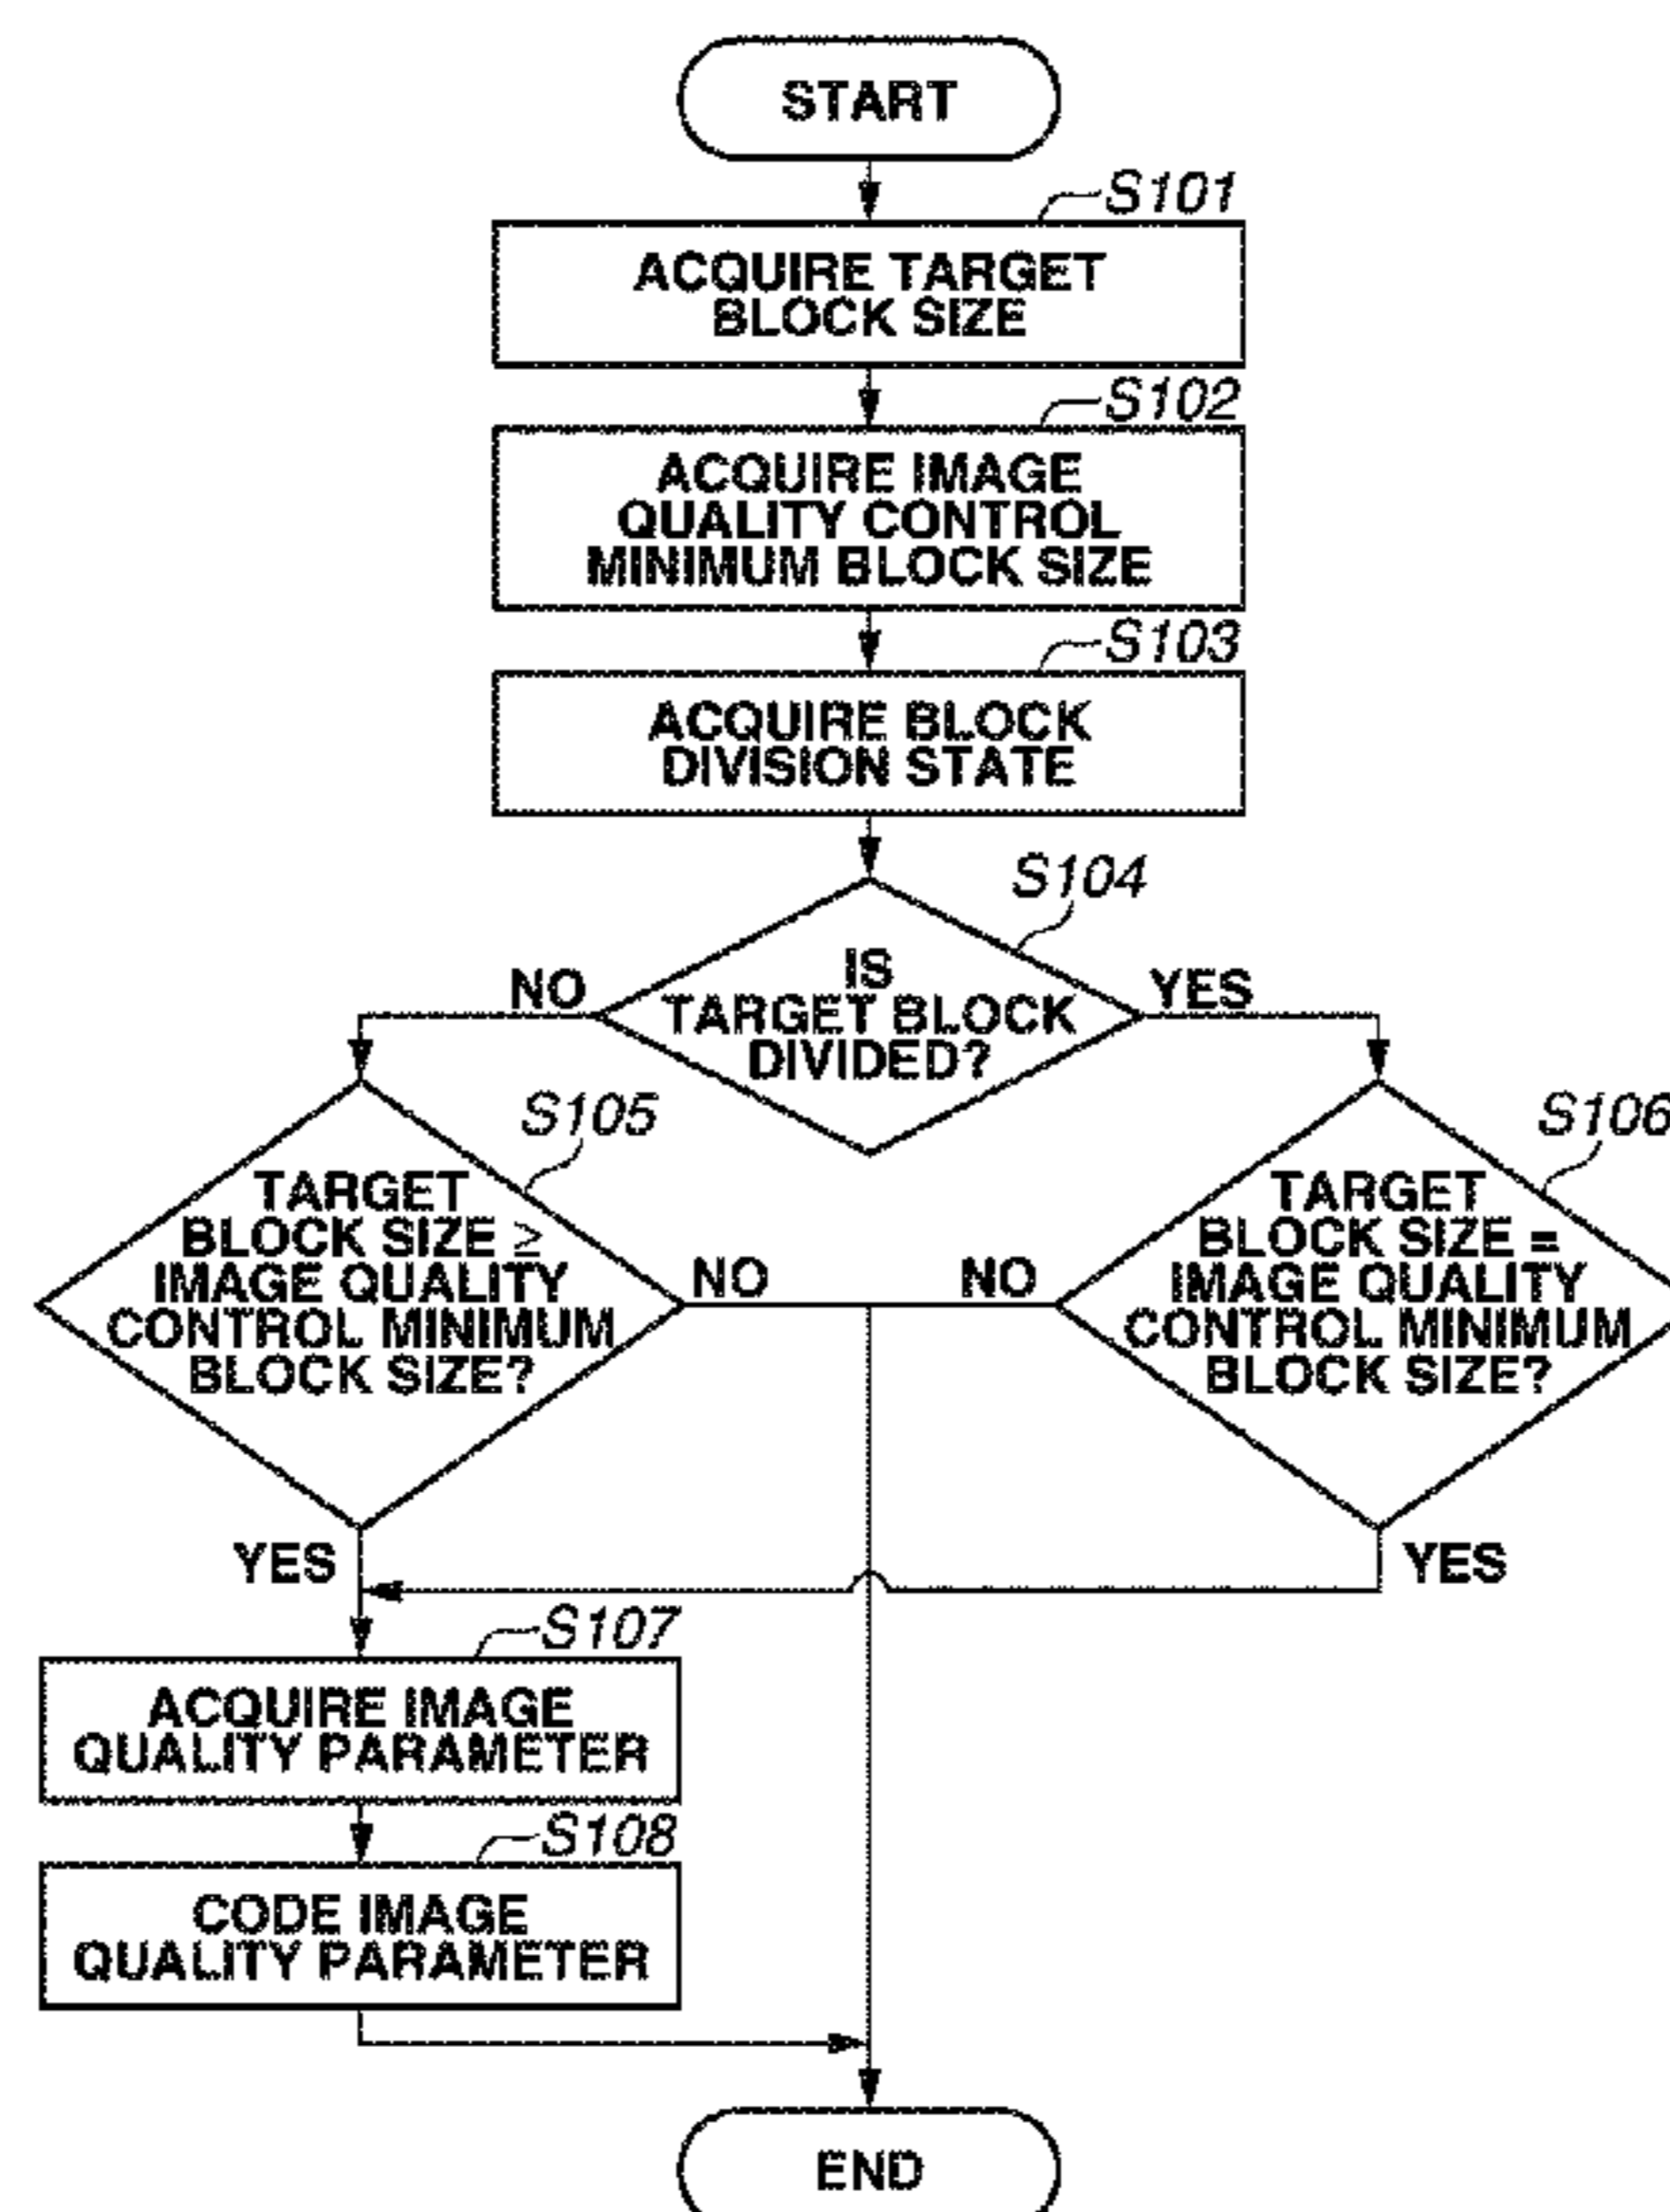 START
S101
ACQUIRE TARGET
BLOCK SIZE
S102
ACQUIRE IMAGE
QUALITY CONTROL
MINIMUM BLOCK SIZE
S103
ACQUIRE BLOCK
DIVISION STATE
S104
IS
TARGET BLOCK
DIVIDED?
NO
YES
S105
TARGET
BLOCK SIZE ≥
IMAGE QUALITY
CONTROL MINIMUM
BLOCK SIZE?
NO
YES
S106
TARGET
BLOCK SIZE =
IMAGE QUALITY
CONTROL MINIMUM
BLOCK SIZE?
NO
YES
S107
ACQUIRE IMAGE
QUALITY PARAMETER
S108
CODE IMAGE
QUALITY PARAMETER
END